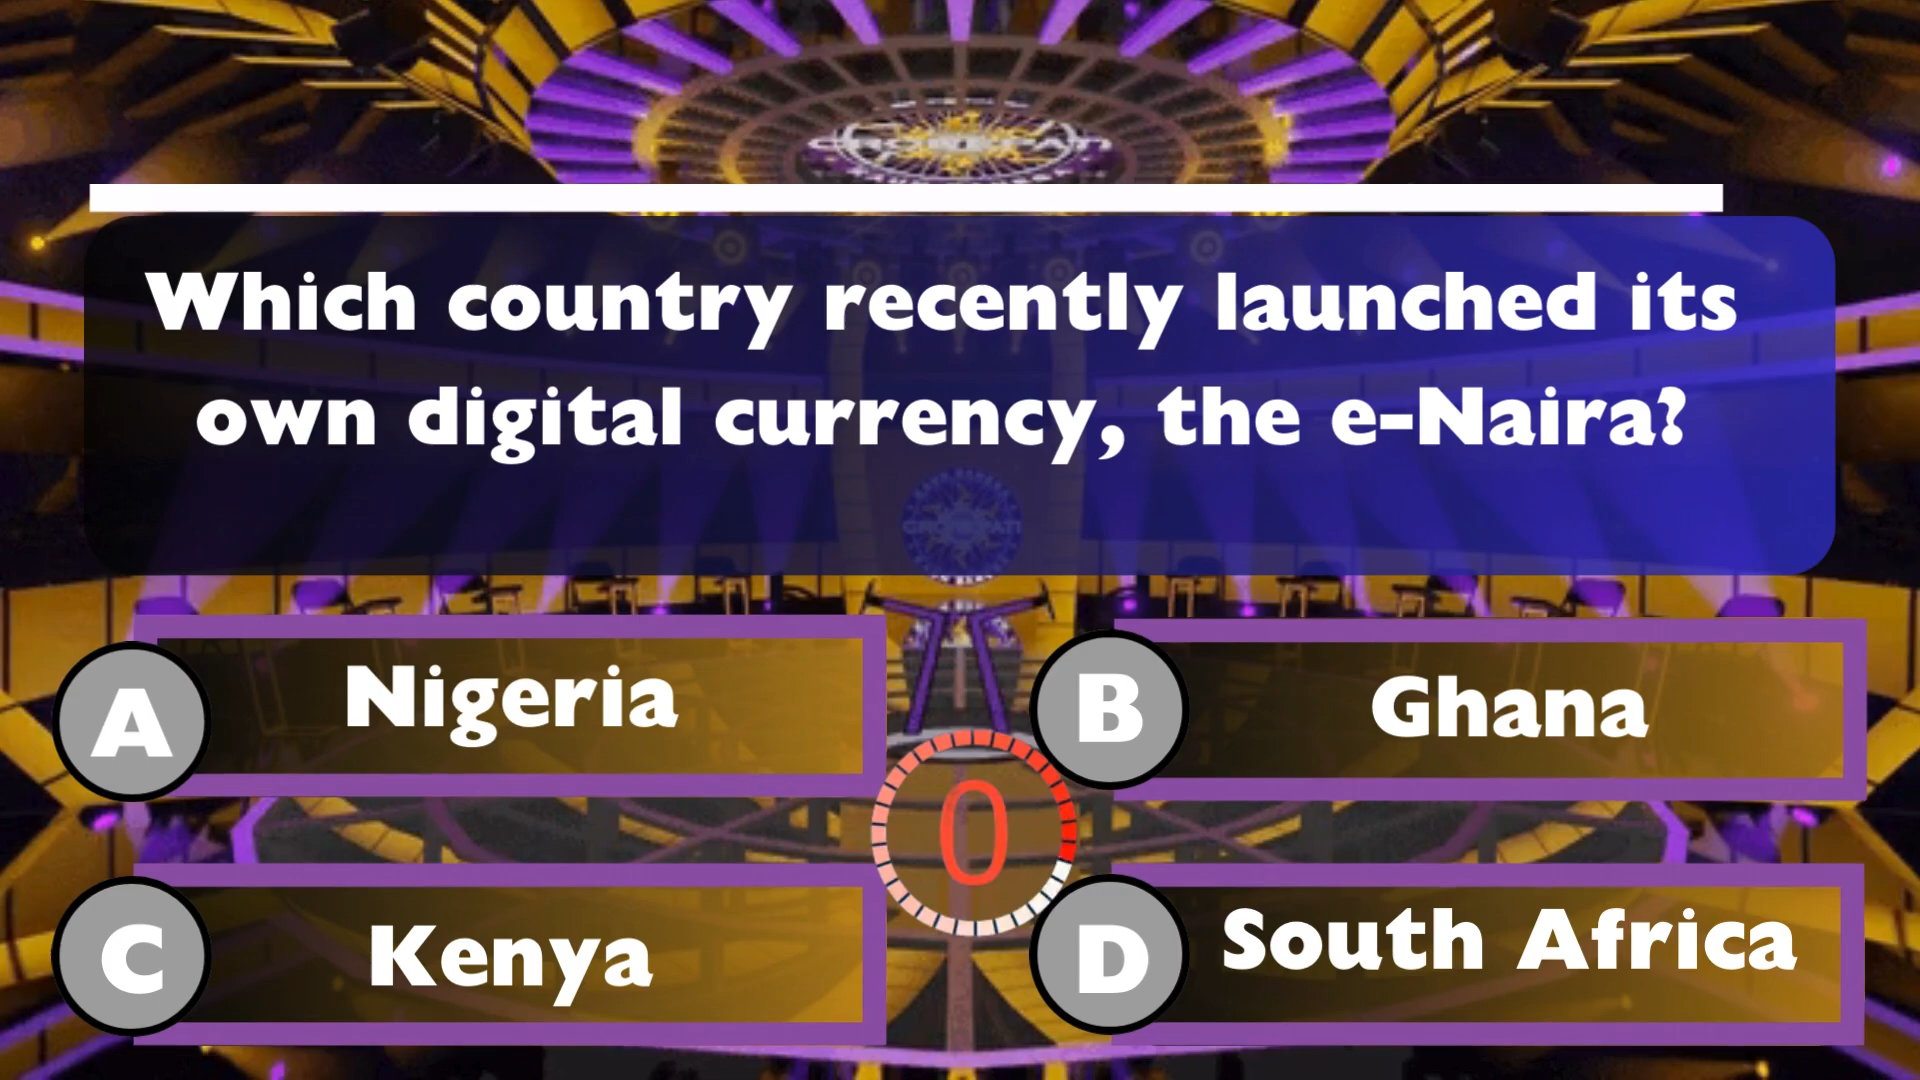 Which country recently launched its
own digital currency, the e-Naira?
A Nigeria
B Ghana
0
C Kenya
D South Africa